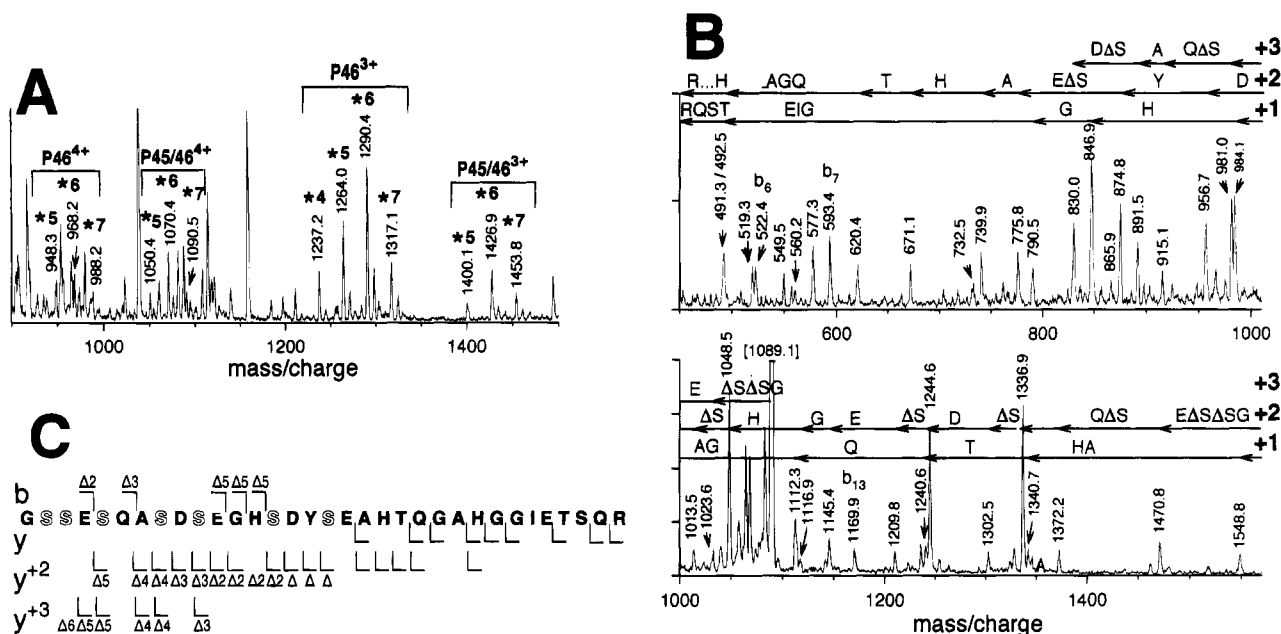 A
P46³⁺
*6
P46⁴⁺
P45/46⁴⁺
*5
P45/46³⁺
*6
*6
*4
*7
*6
*5
*7
*5
*7
*5
*7
948.3
968.2
988.2
1050.4
1070.4
1090.5
1237.2
1264.0
1290.4
1317.1
1400.1
1426.9
1453.8
1000
1200
1400
mass/charge
B
DΔS A QΔS +3
R...H AGQ T H A EΔS Y D +2
RQST EIG G H +1
491.3 / 492.5
519.3
b₆
522.4
549.5
560.2
577.3
b₇
593.4
620.4
671.1
732.5
739.9
775.8
790.5
830.0
846.9
865.9
874.8
891.5
915.1
956.7
981.0
984.1
600
800
1000
mass/charge
1048.5
[1089.1]
1244.6
1336.9
E ΔSΔSG +3
ΔS H G E ΔS D ΔS QΔS EΔSΔSG +2
AG Q T HA +1
1013.5
1023.6
1112.3
1116.9
1145.4
b₁₃
1169.9
1209.8
1240.6
1302.5
1340.7
1372.2
1470.8
1548.8
1000
1200
1400
mass/charge
C
Δ2 Δ3 Δ5 Δ5 Δ5
b
G S S E S Q A S D S E G H S D Y S E A H T Q G A H G G I E T S Q R
y
y⁺²
Δ5 Δ4 Δ4 Δ3 Δ3 Δ2 Δ2 Δ2 Δ2 Δ Δ Δ
y⁺³
Δ6 Δ5 Δ5 Δ4 Δ4 Δ3